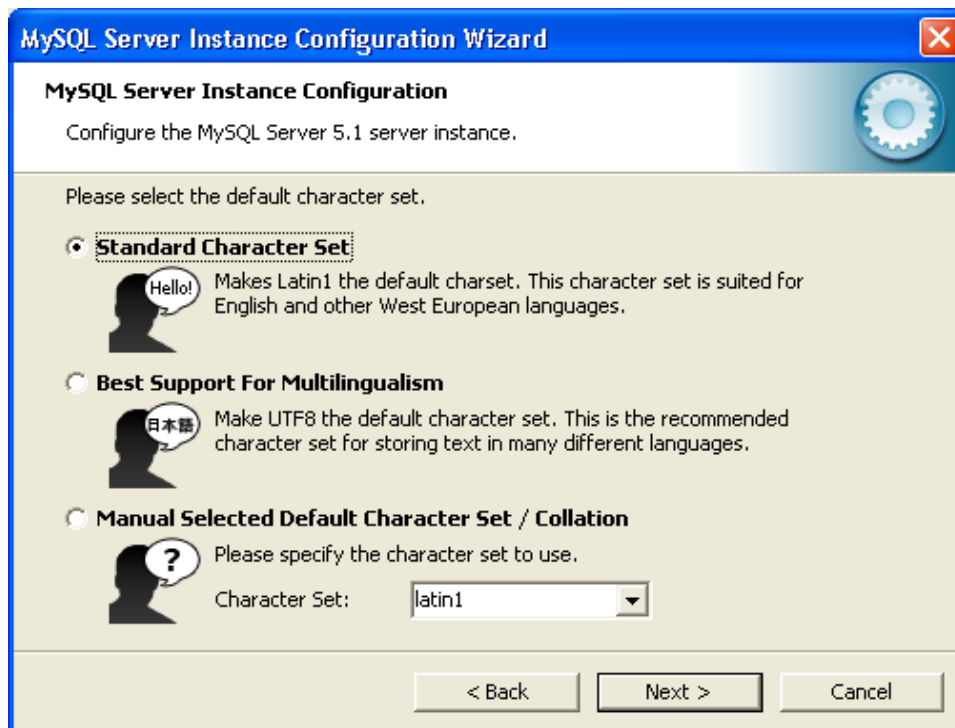 MySQL Server Instance Configuration Wizard
MySQL Server Instance Configuration
Configure the MySQL Server 5.1 server instance.
Please select the default character set.
Standard Character Set
Hello!
Makes Latin1 the default charset. This character set is suited for
English and other West European languages.
Best Support For Multilingualism
日本語
Make UTF8 the default character set. This is the recommended
character set for storing text in many different languages.
Manual Selected Default Character Set / Collation
?
Please specify the character set to use.
Character Set: latin1
< Back Next > Cancel